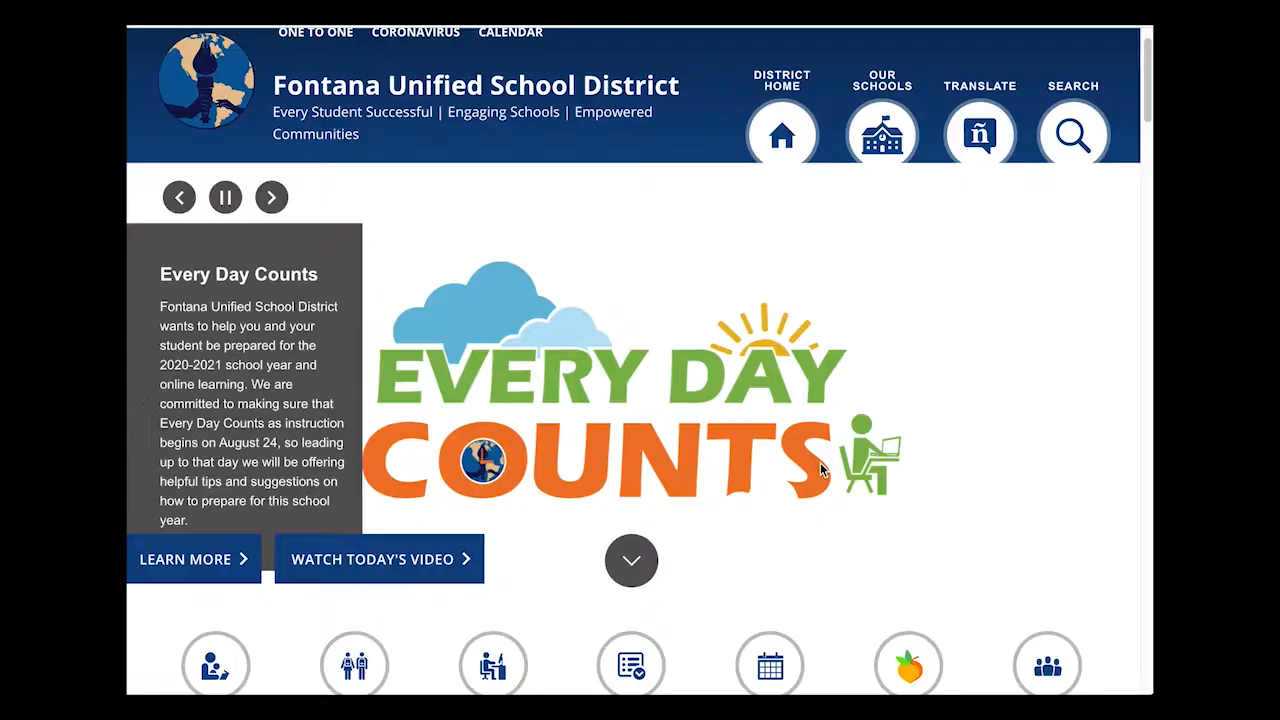 ONE TO ONE CORONAVIRUS CALENDAR
Fontana Unified School District
Every Student Successful | Engaging Schools | Empowered
Communities
DISTRICT
HOME
OUR
SCHOOLS
TRANSLATE
ñ
SEARCH
Every Day Counts
Fontana Unified School District
wants to help you and your
student be prepared for the
2020-2021 school year and
online learning. We are
committed to making sure that
Every Day Counts as instruction
begins on August 24, so leading
up to that day we will be offering
helpful tips and suggestions on
how to prepare for this school
year.
EVERY DAY
COUNTS
LEARN MORE
WATCH TODAY'S VIDEO